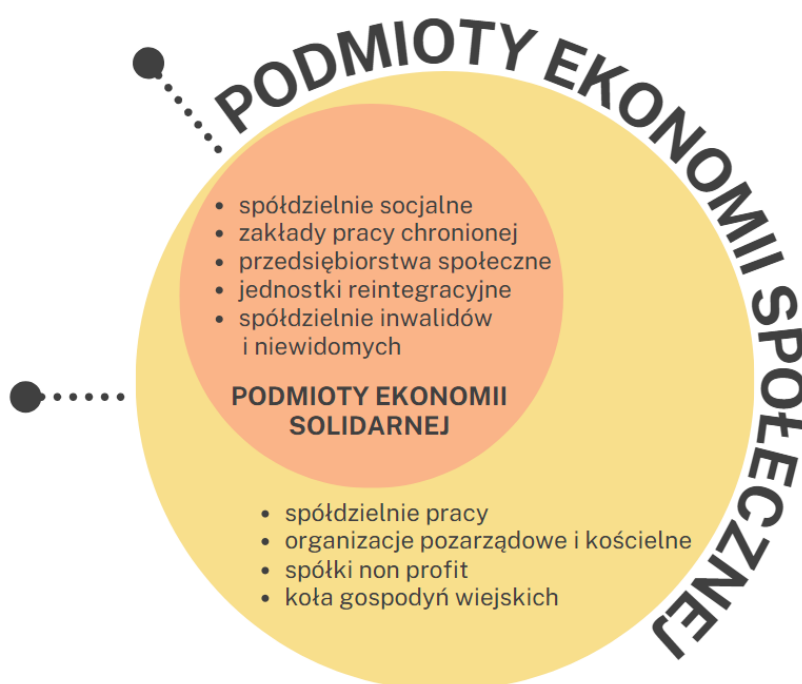 PODMIOTY EKONOMII SPOŁECZNEJ
• spółdzielnie socjalne
• zakłady pracy chronionej
• przedsiębiorstwa społeczne
• jednostki reintegracyjne
• spółdzielnie inwalidów
i niewidomych
PODMIOTY EKONOMII
SOLIDARNEJ
• spółdzielnie pracy
• organizacje pozarządowe i kościelne
• spółki non profit
• koła gospodyń wiejskich